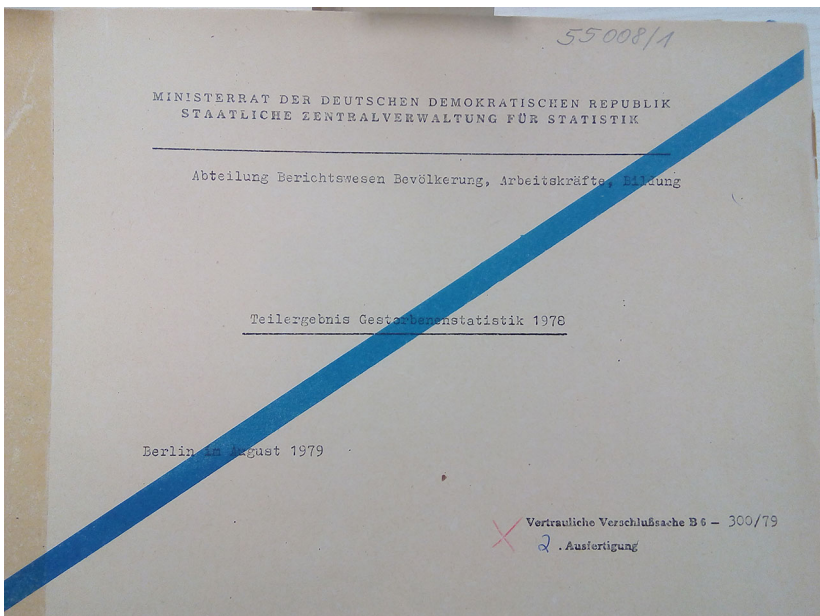 55008/1
MINISTERRAT DER DEUTSCHEN DEMOKRATISCHEN REPUBLIK
STAATLICHE ZENTRALVERWALTUNG FÜR STATISTIK
Abteilung Berichtswesen Bevölkerung, Arbeitskräfte, Bildung
Teilergebnis Gestorbenenstatistik 1978
Berlin im August 1979
Vertrauliche Verschlußsache B 6 – 300/79
2 . Ausfertigung